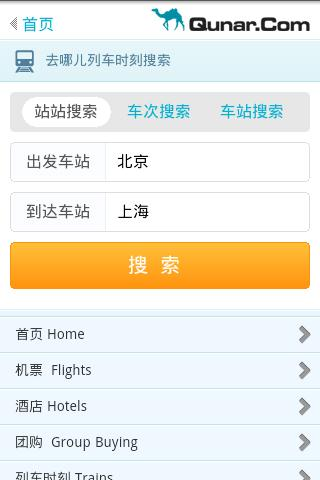 首页
Qunar.Com
去哪儿列车时刻搜索
站站搜索 车次搜索 车站搜索
出发车站 北京
到达车站 上海
搜 索
首页 Home
机票 Flights
酒店 Hotels
团购 Group Buying
列车时刻 Trains